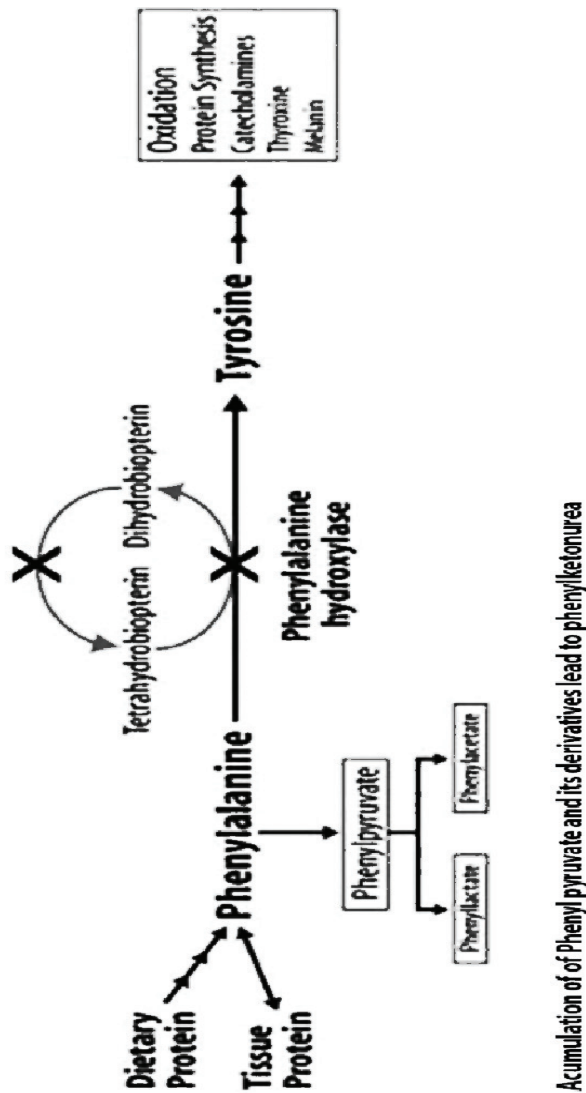 Dietary
Protein
Tissue
Protein
Phenylalanine
Tetrahydrobiopterin
Dihydrobiopterin
Phenylalanine
hydroxylase
Tyrosine
Oxidation
Protein Synthesis
Catecholamines
Thyroxine
Melanin
Phenylpyruvate
Phenyllactate
Phenylacetate
Acumulation of of Phenyl pyruvate and its derivatives lead to phenylketonurea